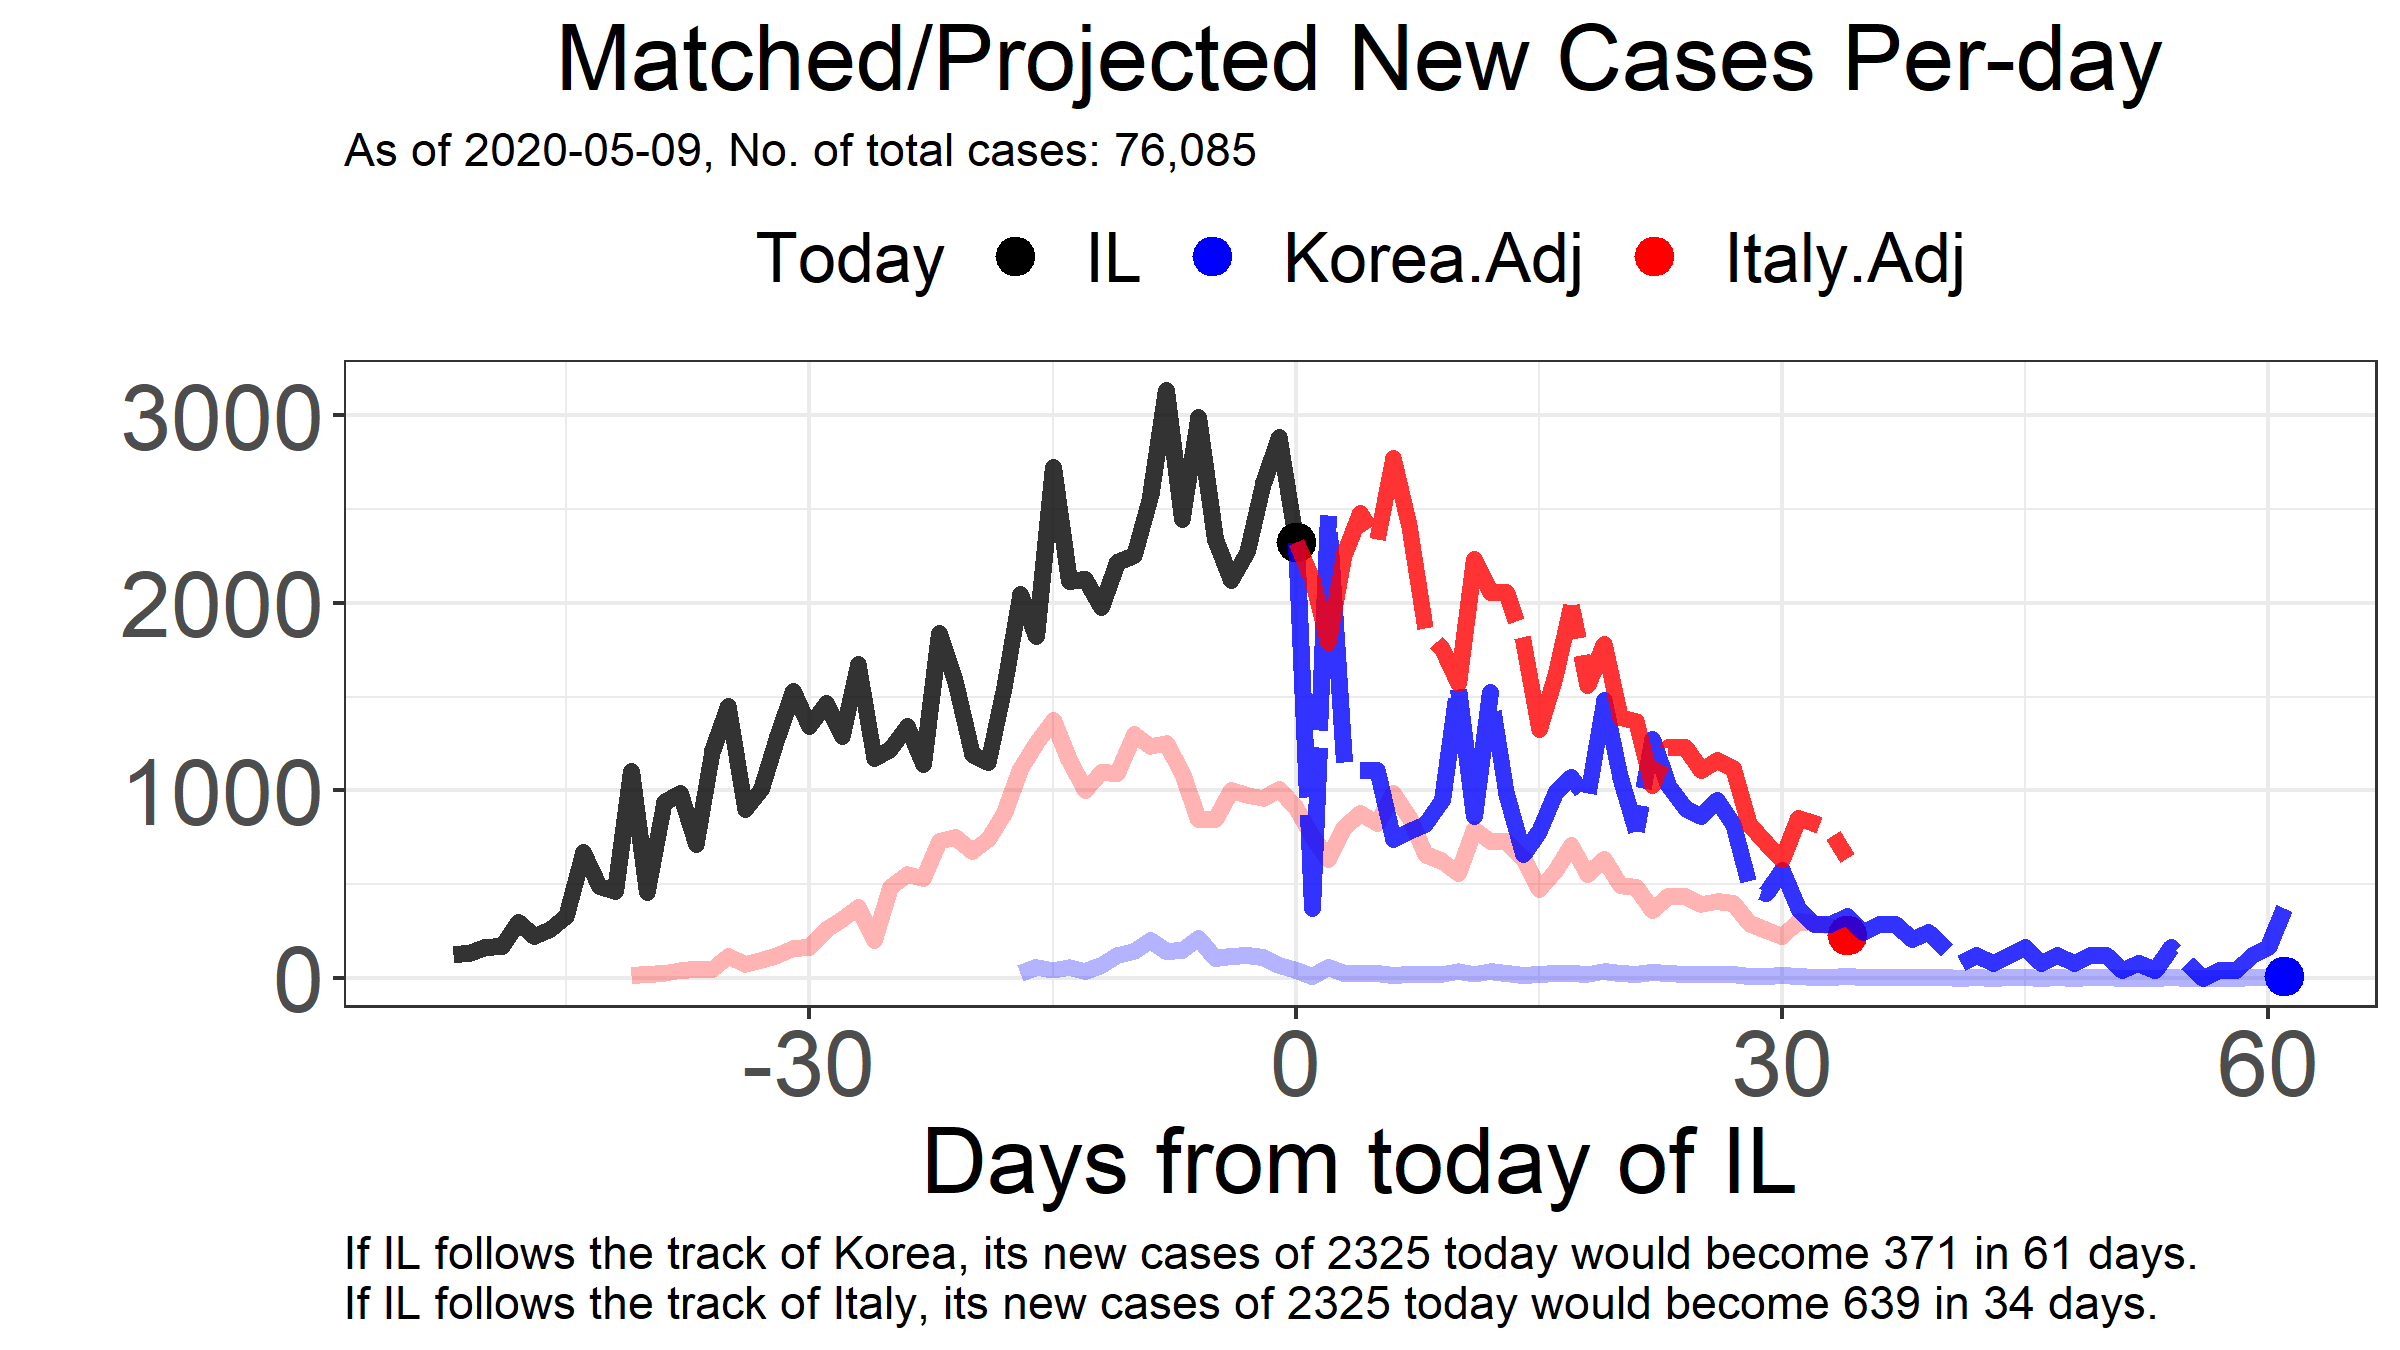 Matched/Projected New Cases Per-day
As of 2020-05-09, No. of total cases: 76,085
Today IL Korea.Adj Italy.Adj
3000
2000
1000
0
-30 0 30 60
Days from today of IL
If IL follows the track of Korea, its new cases of 2325 today would become 371 in 61 days.
If IL follows the track of Italy, its new cases of 2325 today would become 639 in 34 days.